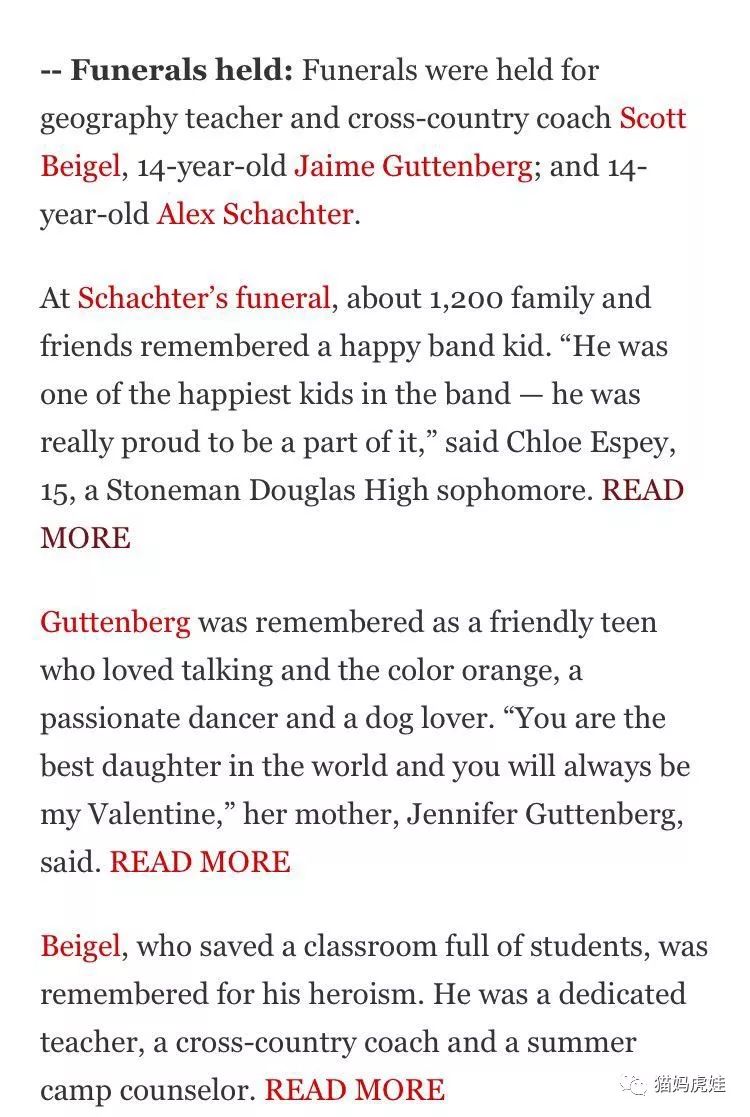 -- Funerals held: Funerals were held for
geography teacher and cross-country coach Scott
Beigel, 14-year-old Jaime Guttenberg; and 14-
year-old Alex Schachter.
At Schachter’s funeral, about 1,200 family and
friends remembered a happy band kid. “He was
one of the happiest kids in the band — he was
really proud to be a part of it,” said Chloe Espey,
15, a Stoneman Douglas High sophomore. READ
MORE
Guttenberg was remembered as a friendly teen
who loved talking and the color orange, a
passionate dancer and a dog lover. “You are the
best daughter in the world and you will always be
my Valentine,” her mother, Jennifer Guttenberg,
said. READ MORE
Beigel, who saved a classroom full of students, was
remembered for his heroism. He was a dedicated
teacher, a cross-country coach and a summer
camp counselor. READ MORE
猫妈虎娃